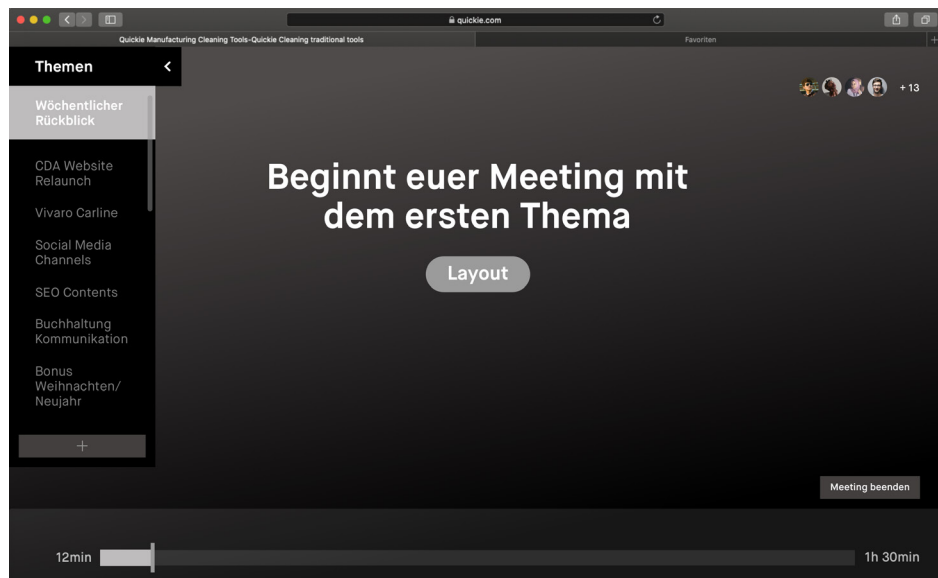 quickie.com
Quickie Manufacturing Cleaning Tools-Quickie Cleaning traditional tools
Favoriten
Themen
+ 13
Wöchentlicher
Rückblick
CDA Website
Relaunch
Vivaro Carline
Social Media
Channels
SEO Contents
Buchhaltung
Kommunikation
Bonus
Weihnachten/
Neujahr
+
Beginnt euer Meeting mit
dem ersten Thema
Layout
Meeting beenden
12min
1h 30min